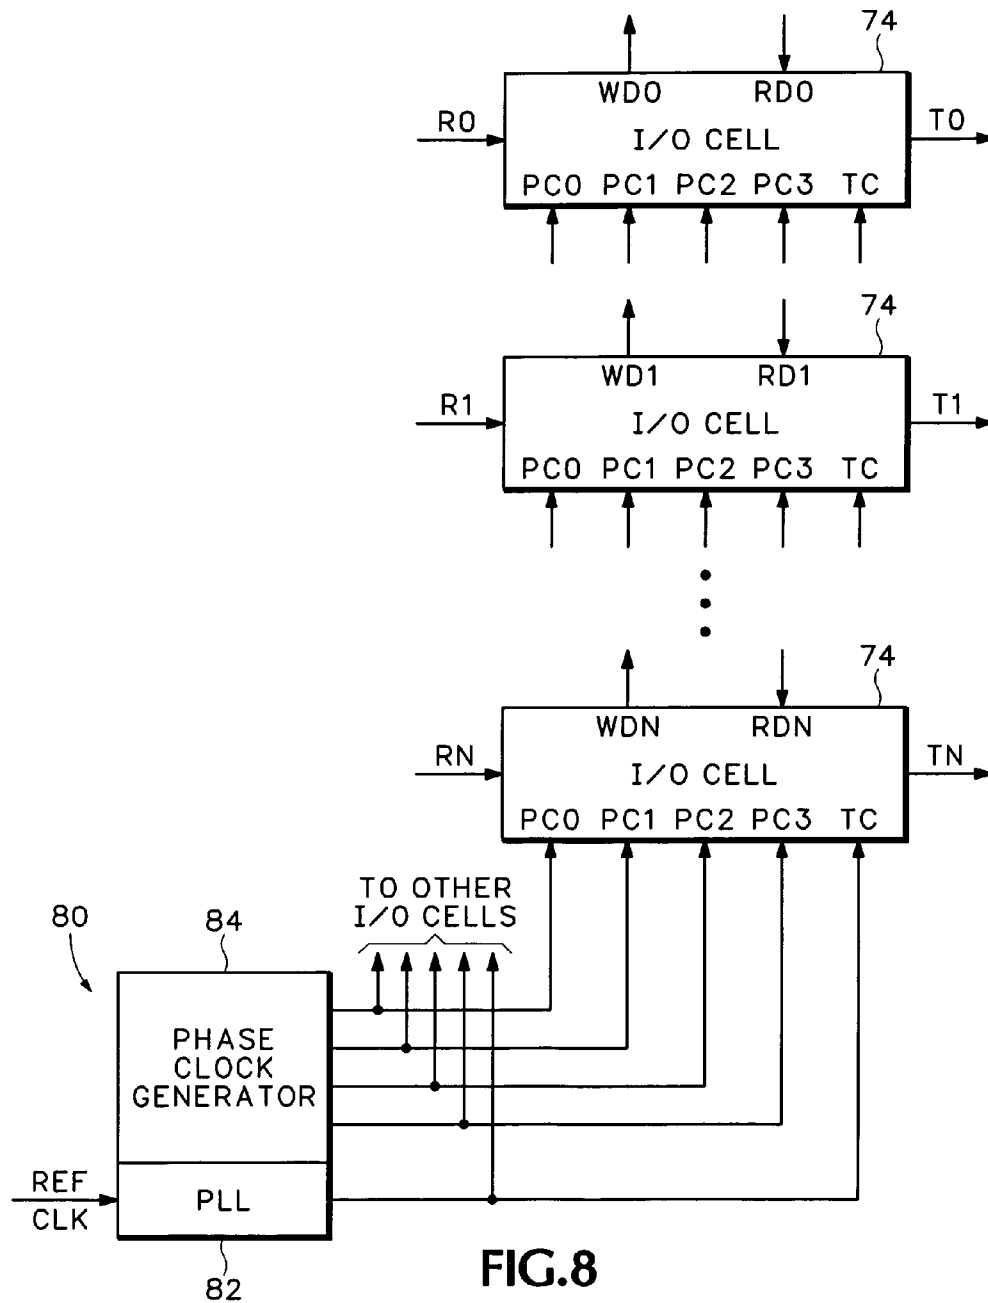 74
WD0 RD0
R0 I/O CELL T0
PC0 PC1 PC2 PC3 TC
74
WD1 RD1
R1 I/O CELL T1
PC0 PC1 PC2 PC3 TC
74
WDN RDN
RN I/O CELL TN
PC0 PC1 PC2 PC3 TC
TO OTHER
I/O CELLS
80 84
PHASE
CLOCK
GENERATOR
REF
CLK
PLL
82
FIG.8